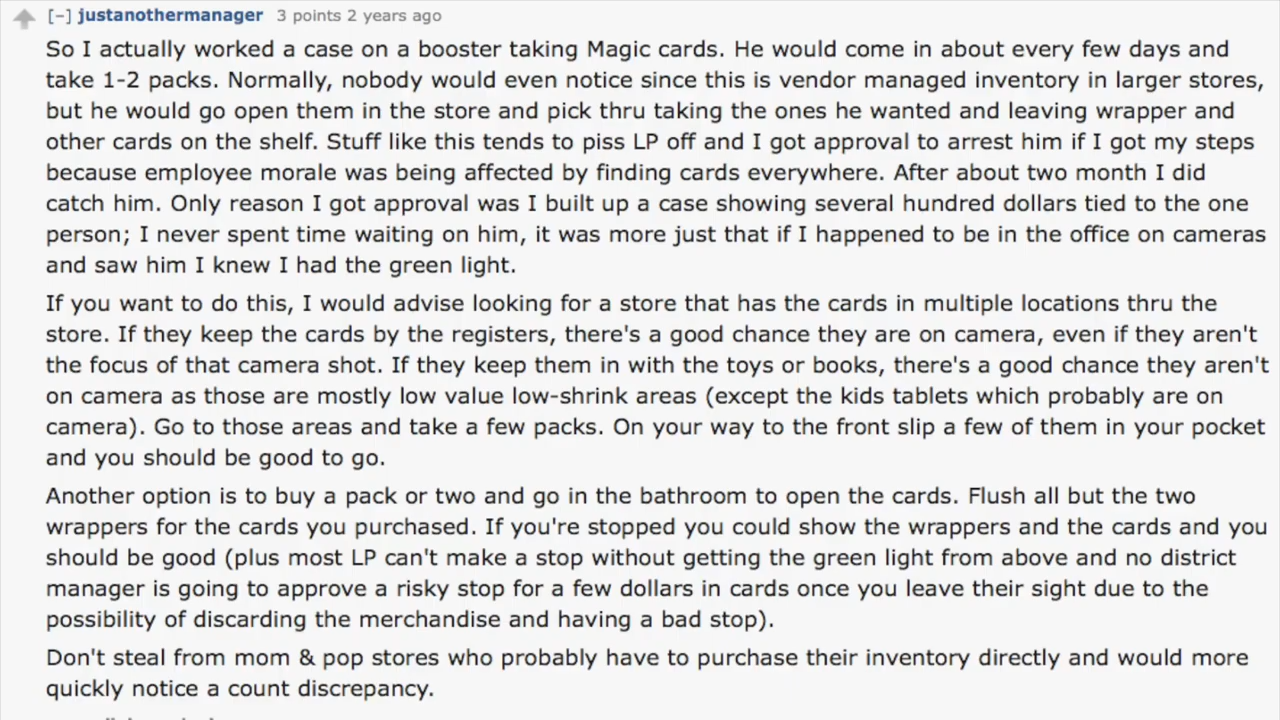 [-] justanothermanager 3 points 2 years ago
So I actually worked a case on a booster taking Magic cards. He would come in about every few days and
take 1-2 packs. Normally, nobody would even notice since this is vendor managed inventory in larger stores,
but he would go open them in the store and pick thru taking the ones he wanted and leaving wrapper and
other cards on the shelf. Stuff like this tends to piss LP off and I got approval to arrest him if I got my steps
because employee morale was being affected by finding cards everywhere. After about two month I did
catch him. Only reason I got approval was I built up a case showing several hundred dollars tied to the one
person; I never spent time waiting on him, it was more just that if I happened to be in the office on cameras
and saw him I knew I had the green light.
If you want to do this, I would advise looking for a store that has the cards in multiple locations thru the
store. If they keep the cards by the registers, there's a good chance they are on camera, even if they aren't
the focus of that camera shot. If they keep them in with the toys or books, there's a good chance they aren't
on camera as those are mostly low value low-shrink areas (except the kids tablets which probably are on
camera). Go to those areas and take a few packs. On your way to the front slip a few of them in your pocket
and you should be good to go.
Another option is to buy a pack or two and go in the bathroom to open the cards. Flush all but the two
wrappers for the cards you purchased. If you're stopped you could show the wrappers and the cards and you
should be good (plus most LP can't make a stop without getting the green light from above and no district
manager is going to approve a risky stop for a few dollars in cards once you leave their sight due to the
possibility of discarding the merchandise and having a bad stop).
Don't steal from mom & pop stores who probably have to purchase their inventory directly and would more
quickly notice a count discrepancy.